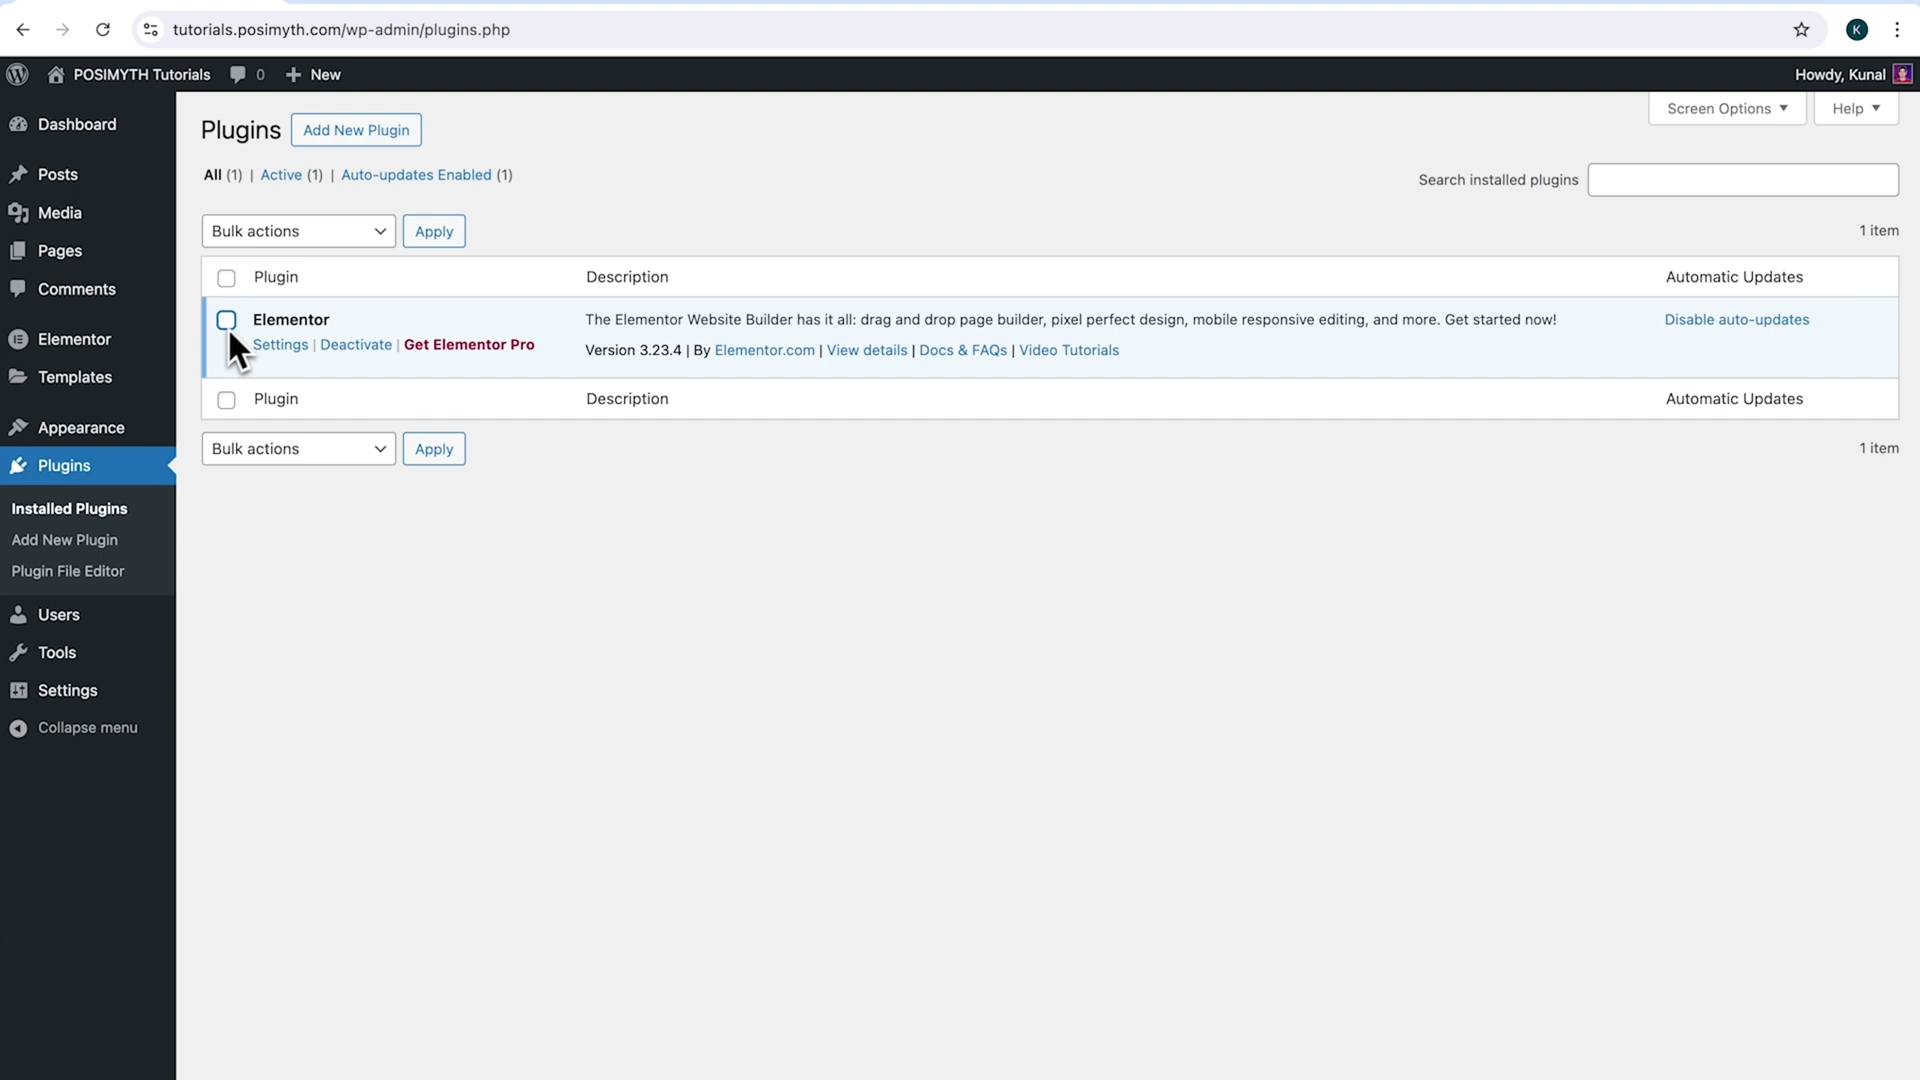 tutorials.posimyth.com/wp-admin/plugins.php
K
POSIMYTH Tutorials 0 New
Howdy, Kunal
Dashboard
Posts
Media
Pages
Comments
Elementor
Templates
Appearance
Plugins
Installed Plugins
Add New Plugin
Plugin File Editor
Users
Tools
Settings
Collapse menu
Screen Options Help
Plugins Add New Plugin
All (1) | Active (1) | Auto-updates Enabled (1)
Search installed plugins
Bulk actions Apply
1 item
Plugin Description Automatic Updates
Elementor The Elementor Website Builder has it all: drag and drop page builder, pixel perfect design, mobile responsive editing, and more. Get started now! Disable auto-updates
Settings | Deactivate | Get Elementor Pro Version 3.23.4 | By Elementor.com | View details | Docs & FAQs | Video Tutorials
Plugin Description Automatic Updates
Bulk actions Apply
1 item